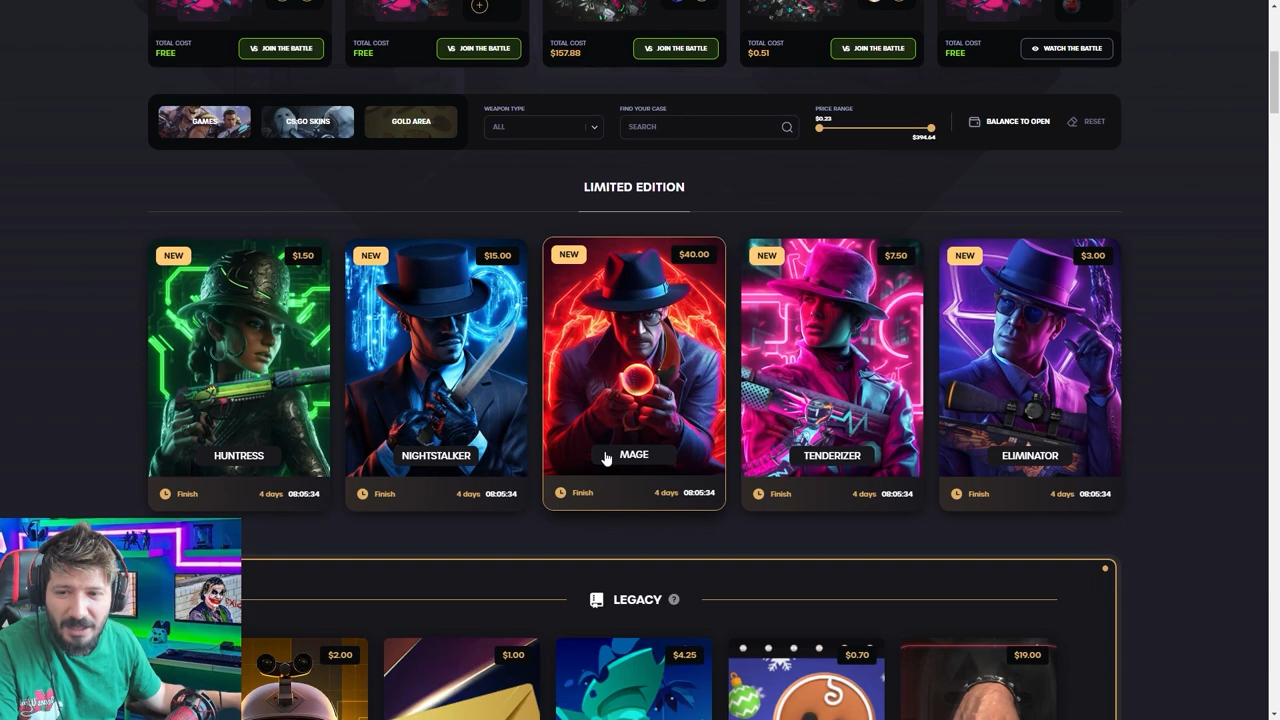 TOTAL COST
FREE
VS JOIN THE BATTLE
TOTAL COST
FREE
VS JOIN THE BATTLE
TOTAL COST
$157.88
VS JOIN THE BATTLE
TOTAL COST
$0.51
VS JOIN THE BATTLE
TOTAL COST
FREE
WATCH THE BATTLE
GAMES
CS:GO SKINS
GOLD AREA
WEAPON TYPE
ALL
FIND YOUR CASE
SEARCH
PRICE RANGE
$0.23
$394.64
BALANCE TO OPEN
RESET
LIMITED EDITION
NEW
$1.50
HUNTRESS
Finish 4 days 08:05:34
NEW
$15.00
NIGHTSTALKER
Finish 4 days 08:05:34
NEW
$40.00
MAGE
Finish 4 days 08:05:34
NEW
$7.50
TENDERIZER
Finish 4 days 08:05:34
NEW
$3.00
ELIMINATOR
Finish 4 days 08:05:34
LEGACY ?
$2.00
$1.00
$4.25
$0.70
$19.00